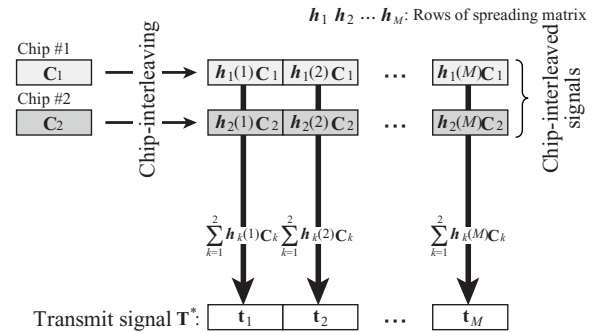 h1 h2 ... hM: Rows of spreading matrix
Chip #1
C1
Chip #2
C2
Chip-interleaving
h1(1)C1 h1(2)C1 ... h1(M)C1
h2(1)C2 h2(2)C2 ... h2(M)C2
Chip-interleaved
signals
2∑k=1 hk(1)Ck 2∑k=1 hk(2)Ck 2∑k=1 hk(M)Ck
Transmit signal T*: t1 t2 ... tM